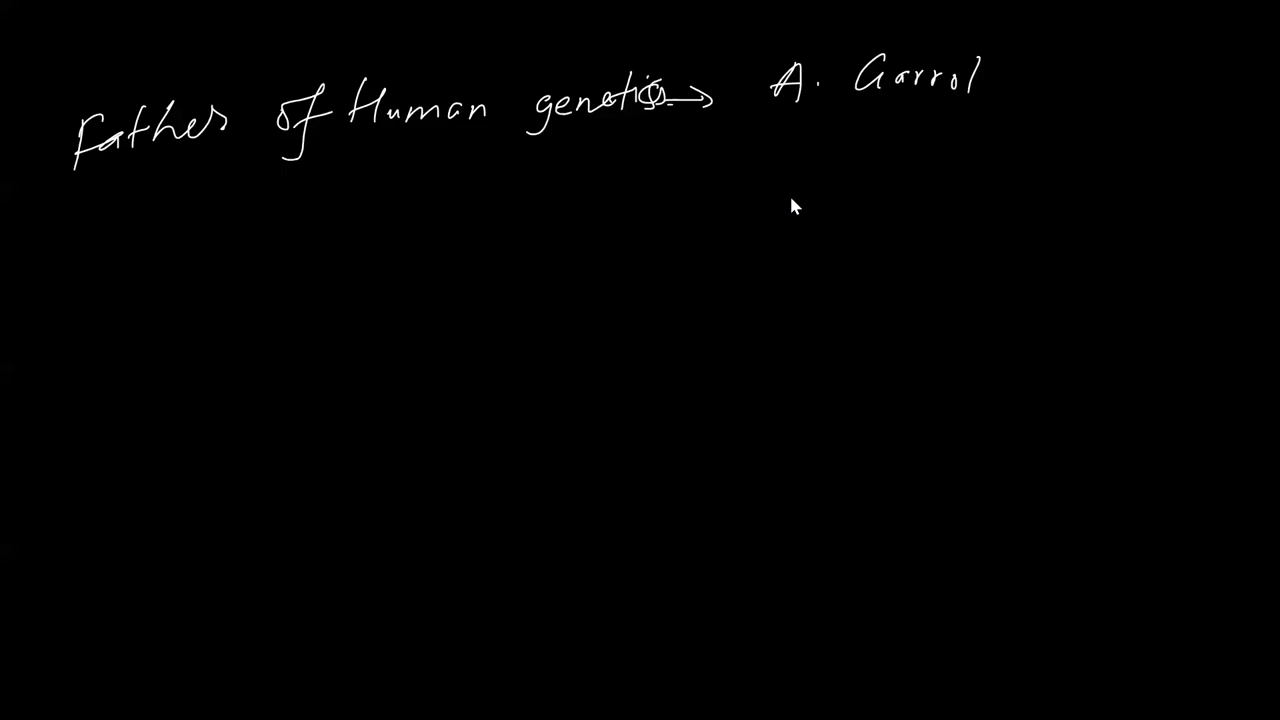 Father of Human genetics → A. Garrol